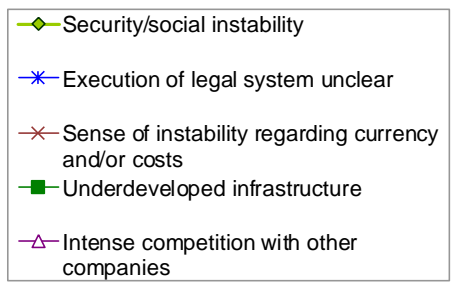 Security/social instability
Execution of legal system unclear
Sense of instability regarding currency
and/or costs
Underdeveloped infrastructure
Intense competition with other
companies